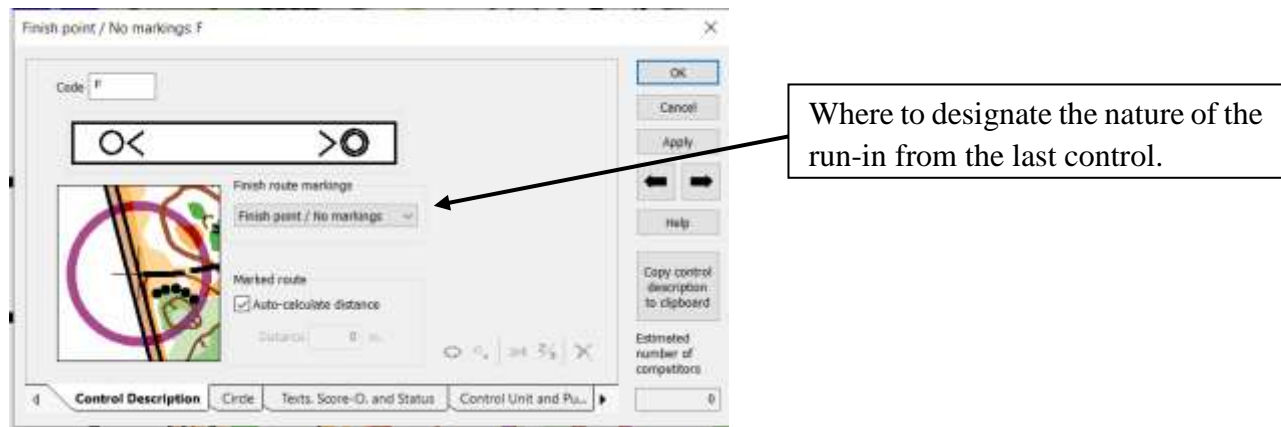 Finish point / No markings: F
Code F
Finish route markings
Finish point / No markings
Marked route
Auto-calculate distance
Distance 0 m.
OK
Cancel
Apply
Help
Copy control
description
to clipboard
Estimated
number of
competitors
0
Control Description
Circle
Texts, Score-O, and Status
Control Unit and Pu...
Where to designate the nature of the
run-in from the last control.